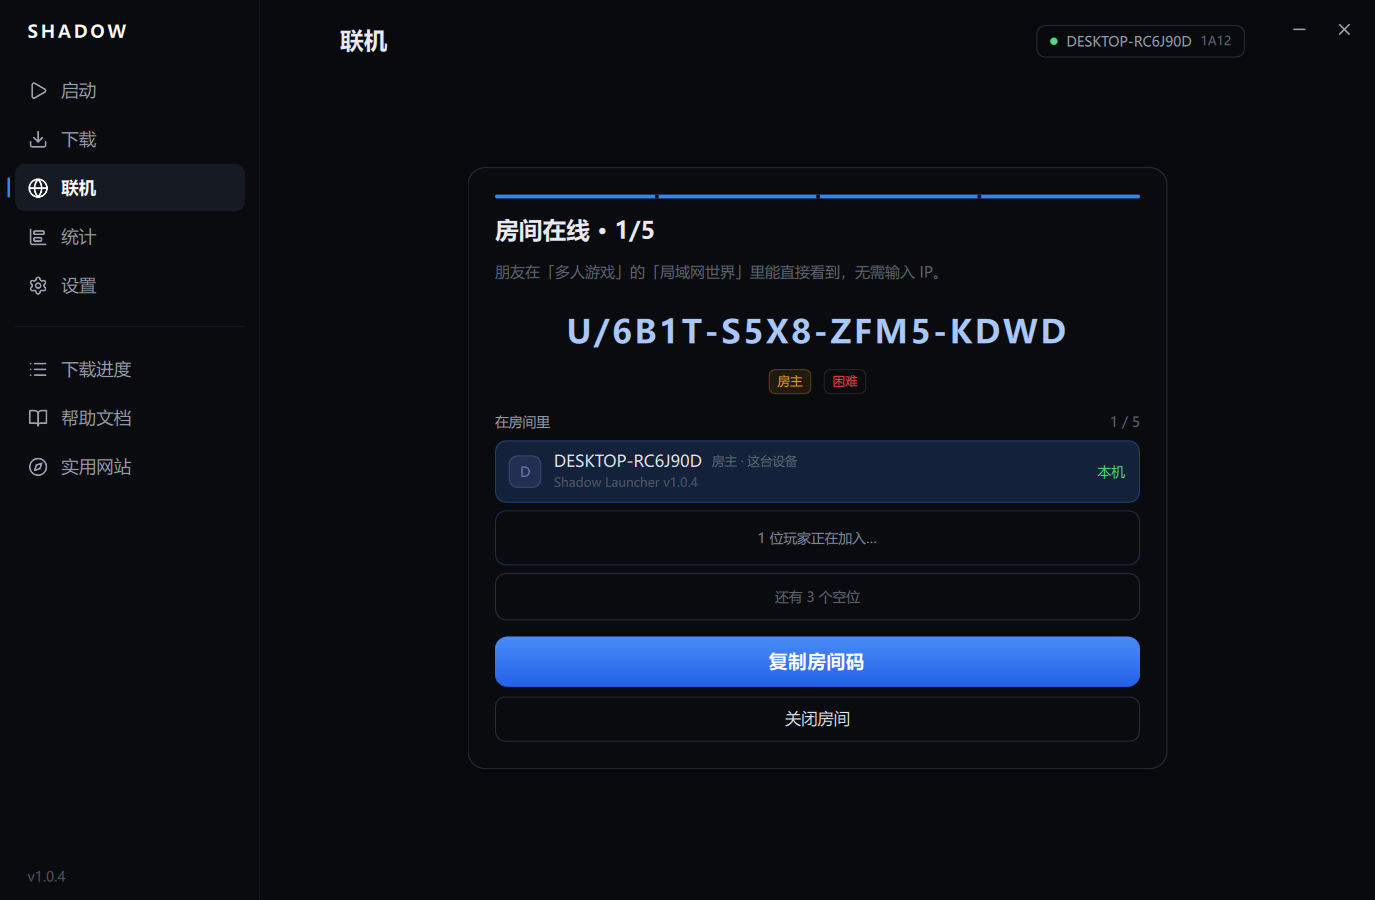 SHADOW
启动
下载
联机
统计
设置
下载进度
帮助文档
实用网站
v1.0.4
联机
DESKTOP-RC6J90D 1A12
房间在线 • 1/5
朋友在「多人游戏」的「局域网世界」里能直接看到，无需输入 IP。
U/6B1T-S5X8-ZFM5-KDWD
房主 困难
在房间里 1 / 5
D
DESKTOP-RC6J90D 房主 · 这台设备
Shadow Launcher v1.0.4
本机
1 位玩家正在加入...
还有 3 个空位
复制房间码
关闭房间